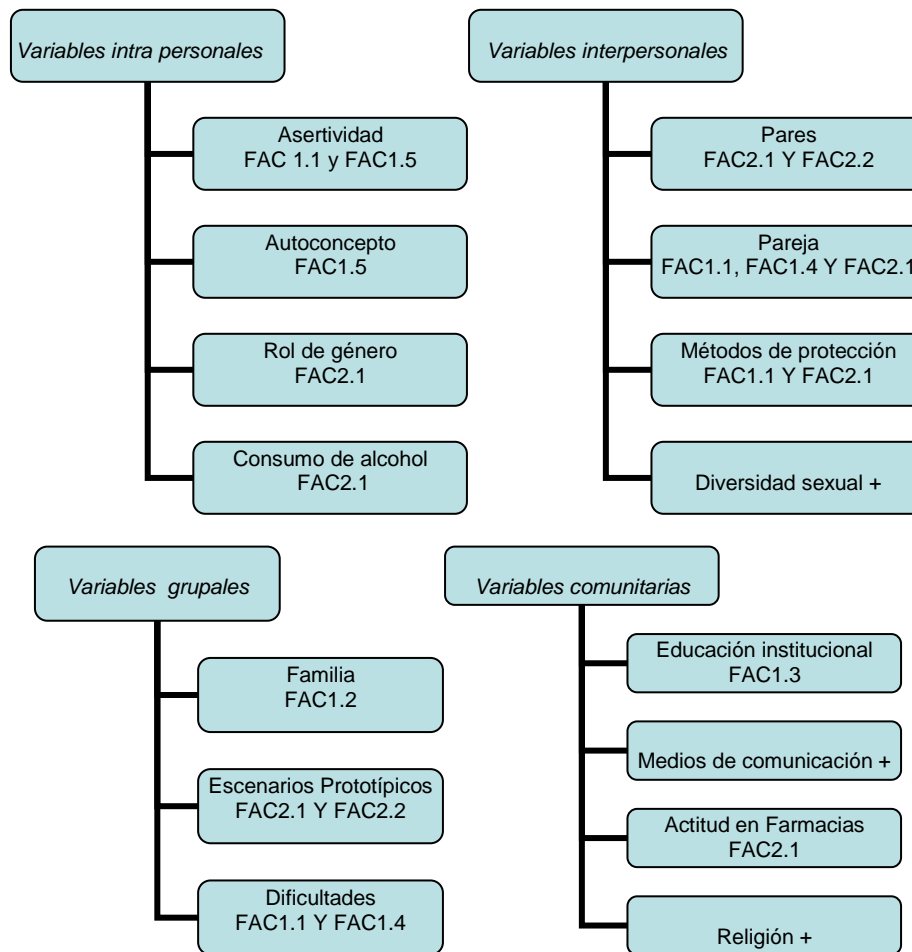 Variables intra personales
Asertividad
FAC 1.1 y FAC1.5
Autoconcepto
FAC1.5
Rol de género
FAC2.1
Consumo de alcohol
FAC2.1
Variables interpersonales
Pares
FAC2.1 Y FAC2.2
Pareja
FAC1.1, FAC1.4 Y FAC2.1
Métodos de protección
FAC1.1 Y FAC2.1
Diversidad sexual +
Variables grupales
Familia
FAC1.2
Escenarios Prototípicos
FAC2.1 Y FAC2.2
Dificultades
FAC1.1 Y FAC1.4
Variables comunitarias
Educación institucional
FAC1.3
Medios de comunicación +
Actitud en Farmacias
FAC2.1
Religión +